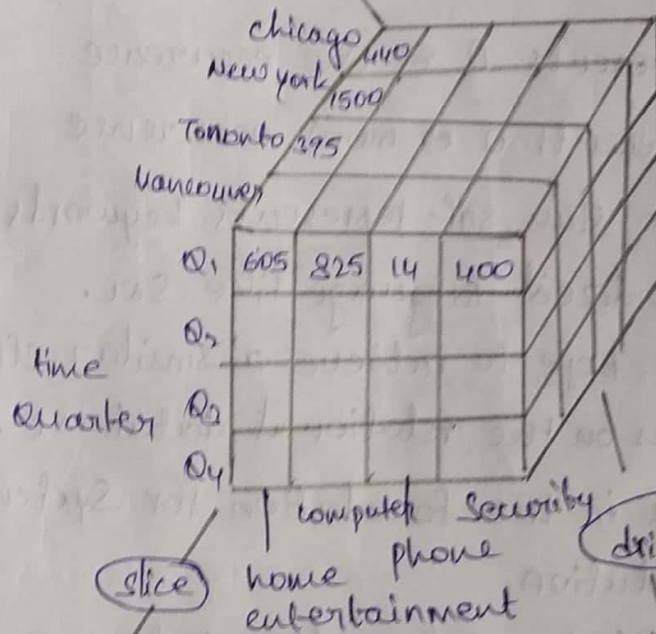 chicago 440
New york 1500
Toronto 395
Vancouver
Q1 605 825 14 400
Q2
time
Quarter Q3
Q4
computer security
phone
slice home
entertainment